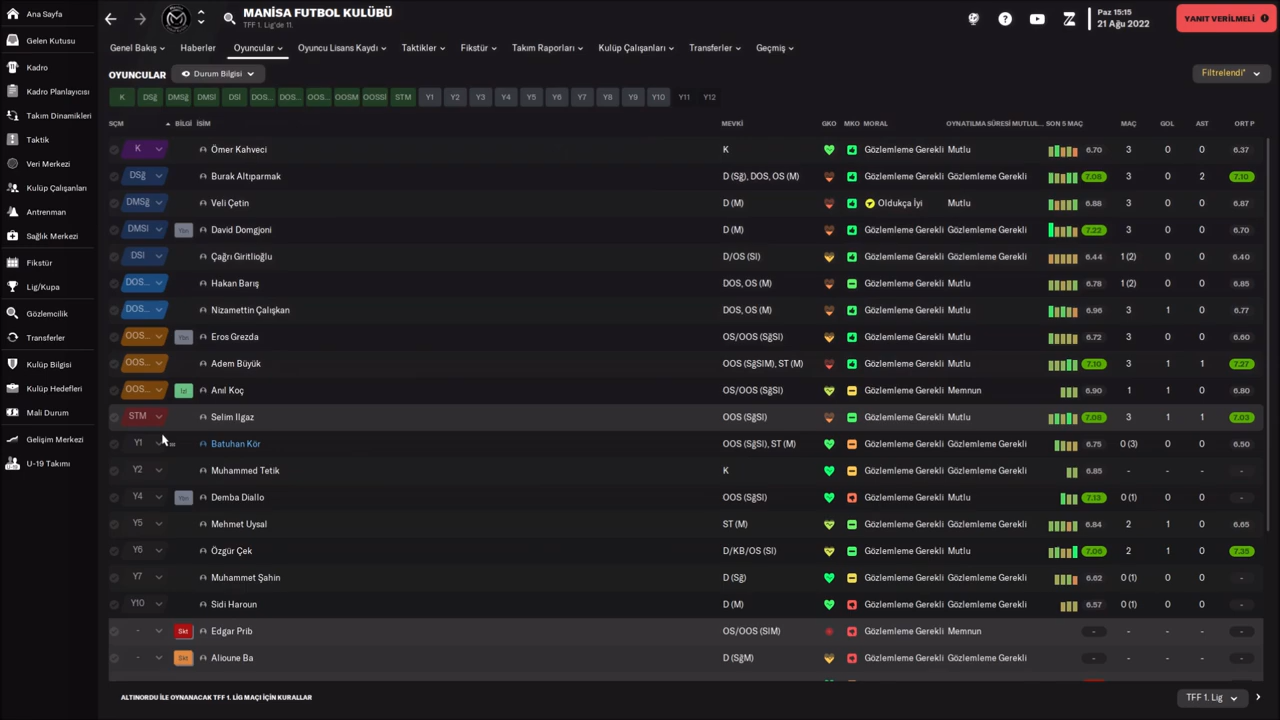 Ana Sayfa
Gelen Kutusu
Kadro
Kadro Planlayıcısı
Takım Dinamikleri
Taktik
Veri Merkezi
Kulüp Çalışanları
Antrenman
Sağlık Merkezi
Fikstür
Lig/Kupa
Gözlemcilik
Transferler
Kulüp Bilgisi
Kulüp Hedefleri
Mali Durum
Gelişim Merkezi
U-19 Takımı
MANİSA FUTBOL KULÜBÜ
TFF 1. Lig'de 11.
Paz 15:15
21 Ağu 2022
YANIT VERİLMELİ
Genel Bakış Haberler Oyuncular Oyuncu Lisans Kaydı Taktikler Fikstür Takım Raporları Kulüp Çalışanları Transferler Geçmiş
OYUNCULAR Durum Bilgisi Filtrelendi*
K DSğ DMSğ DMSl DSl DOS... DOS... OOS... OOSM OOSSl STM Y1 Y2 Y3 Y4 Y5 Y6 Y7 Y8 Y9 Y10 Y11 Y12
SÇM BİLGİ İSİM MEVKİ GKO MKO MORAL OYNATILMA SÜRESİ MUTLUL... SON 5 MAÇ MAÇ GOL AST ORT P
K Ömer Kahveci K Gözlemleme Gerekli Mutlu 6.70 3 0 0 6.37
DSğ Burak Altıparmak D (Sğ), DOS, OS (M) Gözlemleme Gerekli Gözlemleme Gerekli 7.08 3 0 2 7.10
DMSğ Veli Çetin D (M) Oldukça İyi Mutlu 6.88 3 0 0 6.87
DMSl David Domgjoni D (M) Gözlemleme Gerekli Gözlemleme Gerekli 7.22 3 0 0 6.70
DSl Çağrı Giritlioğlu D/OS (Sl) Gözlemleme Gerekli Gözlemleme Gerekli 6.44 1 (2) 0 0 6.40
DOS... Hakan Barış DOS, OS (M) Gözlemleme Gerekli Gözlemleme Gerekli 6.78 1 (2) 0 0 6.85
DOS... Nizamettin Çalışkan DOS, OS (M) Gözlemleme Gerekli Gözlemleme Gerekli 6.96 3 1 0 6.77
OOS... Eros Grezda OS/OOS (SğSl) Gözlemleme Gerekli Mutlu 6.72 3 0 0 6.60
OOS... Adem Büyük OOS (SğSlM), ST (M) Gözlemleme Gerekli Mutlu 7.10 3 1 1 7.27
OOS... Anıl Koç OS/OOS (SğSl) Gözlemleme Gerekli Memnun 6.90 1 1 0 6.80
STM Selim Ilgaz OOS (SğSl) Gözlemleme Gerekli Mutlu 7.08 3 1 1 7.03
Y1 Batuhan Kör OOS (SğSl), ST (M) Gözlemleme Gerekli Mutlu 6.75 0 (3) 0 0 6.50
Y2 Muhammed Tetik K Gözlemleme Gerekli Mutlu 6.85 - - - -
Y4 Demba Diallo OOS (SğSl) Gözlemleme Gerekli Mutlu 7.13 0 (1) 0 0 -
Y5 Mehmet Uysal ST (M) Gözlemleme Gerekli Mutlu 6.84 2 1 0 6.65
Y6 Özgür Çek D/KB/OS (Sl) Gözlemleme Gerekli Mutlu 7.06 2 1 0 7.35
Y7 Muhammet Şahin D (Sğ) Gözlemleme Gerekli Gözlemleme Gerekli 6.62 0 (1) 0 0 -
Y10 Sidi Haroun D (M) Gözlemleme Gerekli Gözlemleme Gerekli 6.57 0 (1) 0 0 -
- Skt Edgar Prib OS/OOS (SlM) Gözlemleme Gerekli Memnun - - - - -
- Skt Alioune Ba D (SğM) Gözlemleme Gerekli Gözlemleme Gerekli - - - - -
ALTINORDU İLE OYNANACAK TFF 1. LİG MAÇI İÇİN KURALLAR
TFF 1. Lig